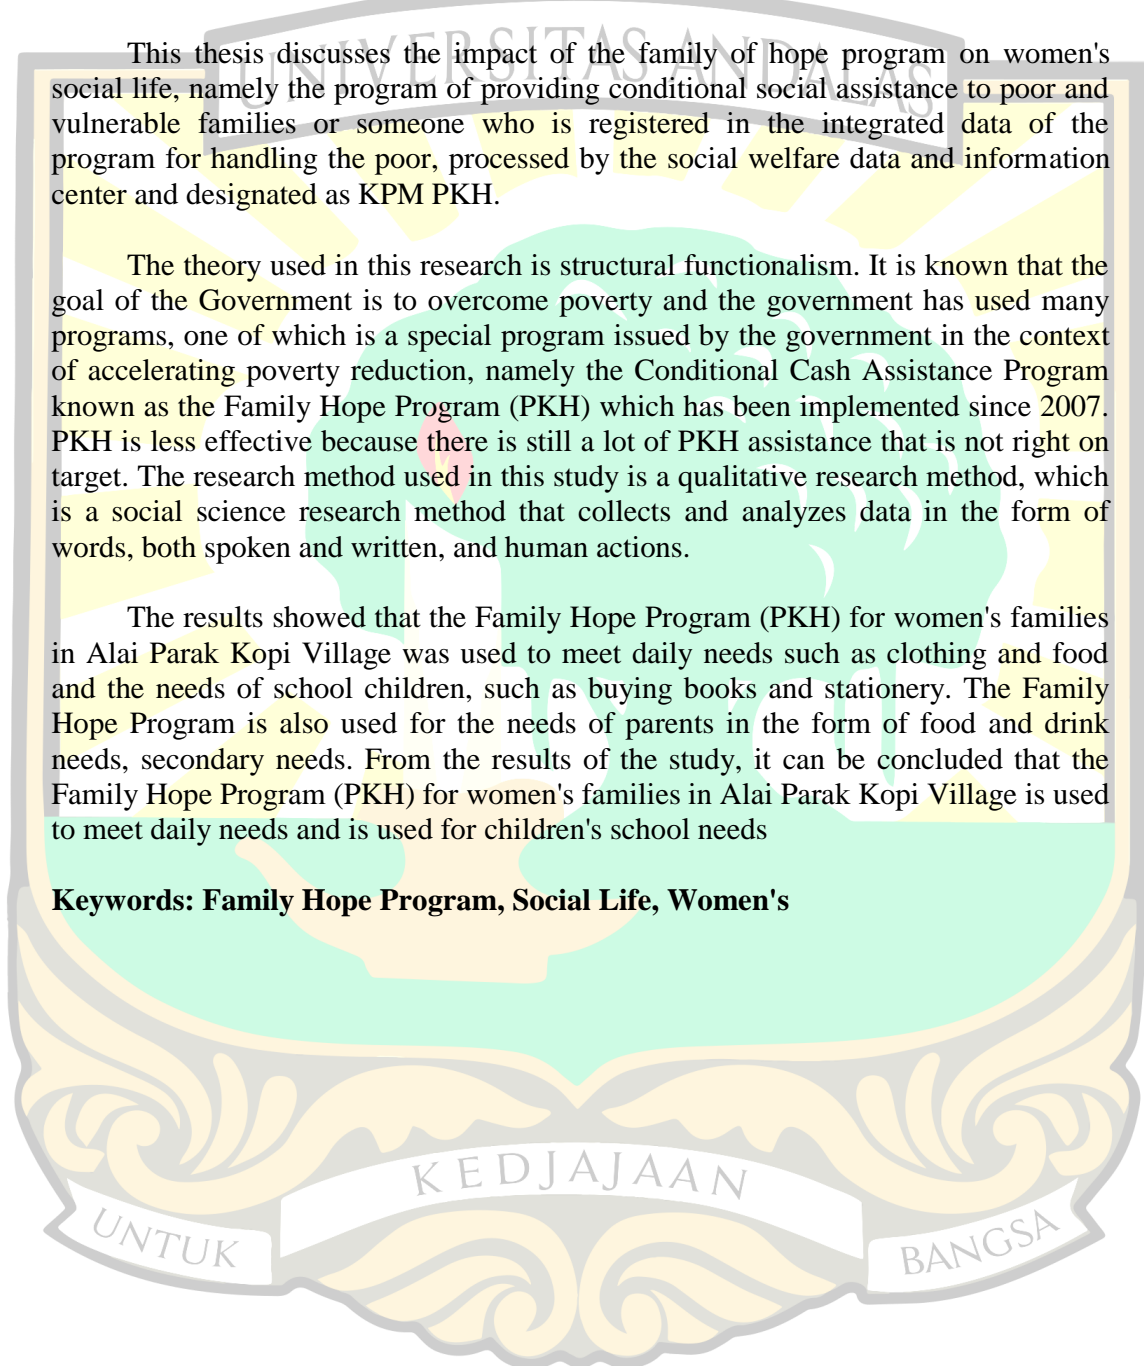 UNIVERSITAS ANDALAS
This thesis discusses the impact of the family of hope program on women's
social life, namely the program of providing conditional social assistance to poor and
vulnerable families or someone who is registered in the integrated data of the
program for handling the poor, processed by the social welfare data and information
center and designated as KPM PKH.
The theory used in this research is structural functionalism. It is known that the
goal of the Government is to overcome poverty and the government has used many
programs, one of which is a special program issued by the government in the context
of accelerating poverty reduction, namely the Conditional Cash Assistance Program
known as the Family Hope Program (PKH) which has been implemented since 2007.
PKH is less effective because there is still a lot of PKH assistance that is not right on
target. The research method used in this study is a qualitative research method, which
is a social science research method that collects and analyzes data in the form of
words, both spoken and written, and human actions.
The results showed that the Family Hope Program (PKH) for women's families
in Alai Parak Kopi Village was used to meet daily needs such as clothing and food
and the needs of school children, such as buying books and stationery. The Family
Hope Program is also used for the needs of parents in the form of food and drink
needs, secondary needs. From the results of the study, it can be concluded that the
Family Hope Program (PKH) for women's families in Alai Parak Kopi Village is used
to meet daily needs and is used for children's school needs
Keywords: Family Hope Program, Social Life, Women's
UNTUK KEDJAJAAN BANGSA